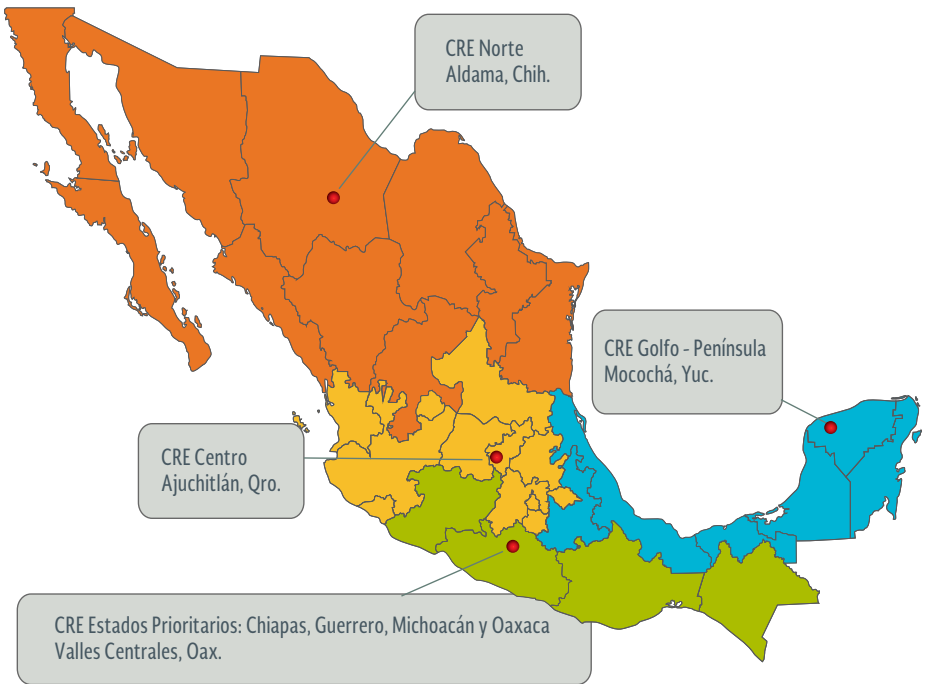 CRE Norte
Aldama, Chih.
CRE Golfo - Península
Mocochá, Yuc.
CRE Centro
Ajuchitlán, Qro.
CRE Estados Prioritarios: Chiapas, Guerrero, Michoacán y Oaxaca
Valles Centrales, Oax.